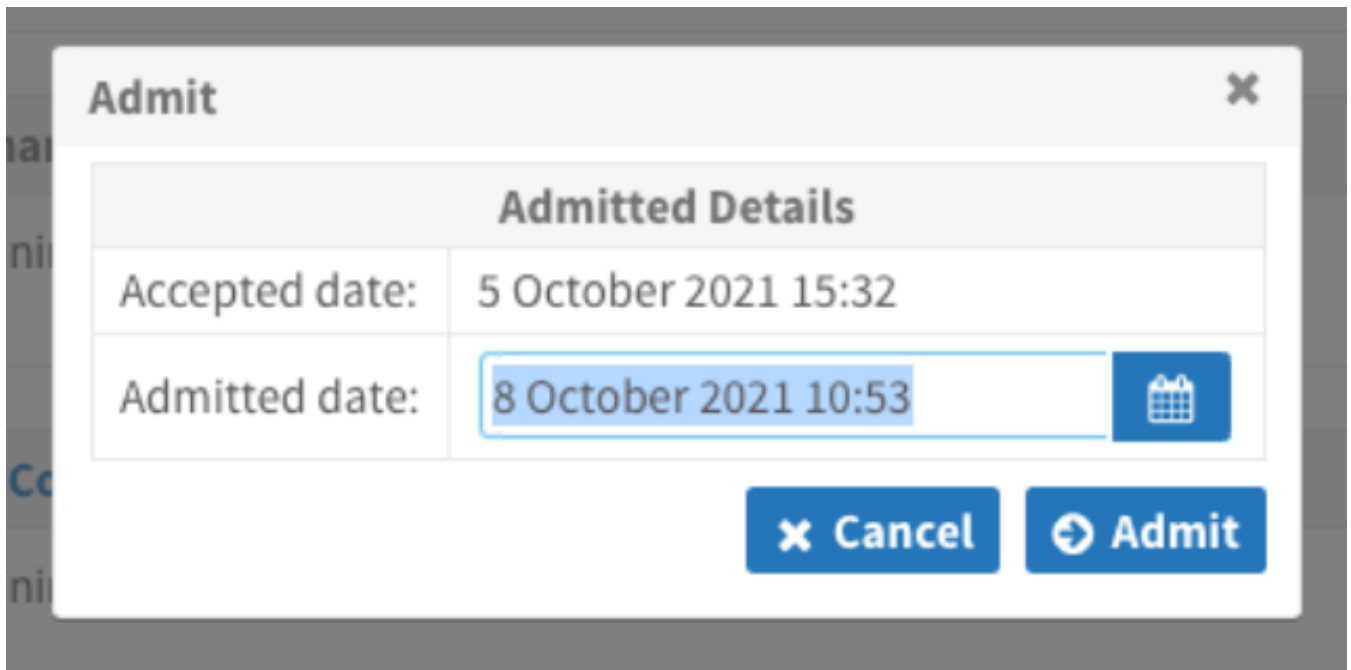 Admit
Admitted Details
Accepted date: 5 October 2021 15:32
Admitted date: 8 October 2021 10:53
Cancel Admit